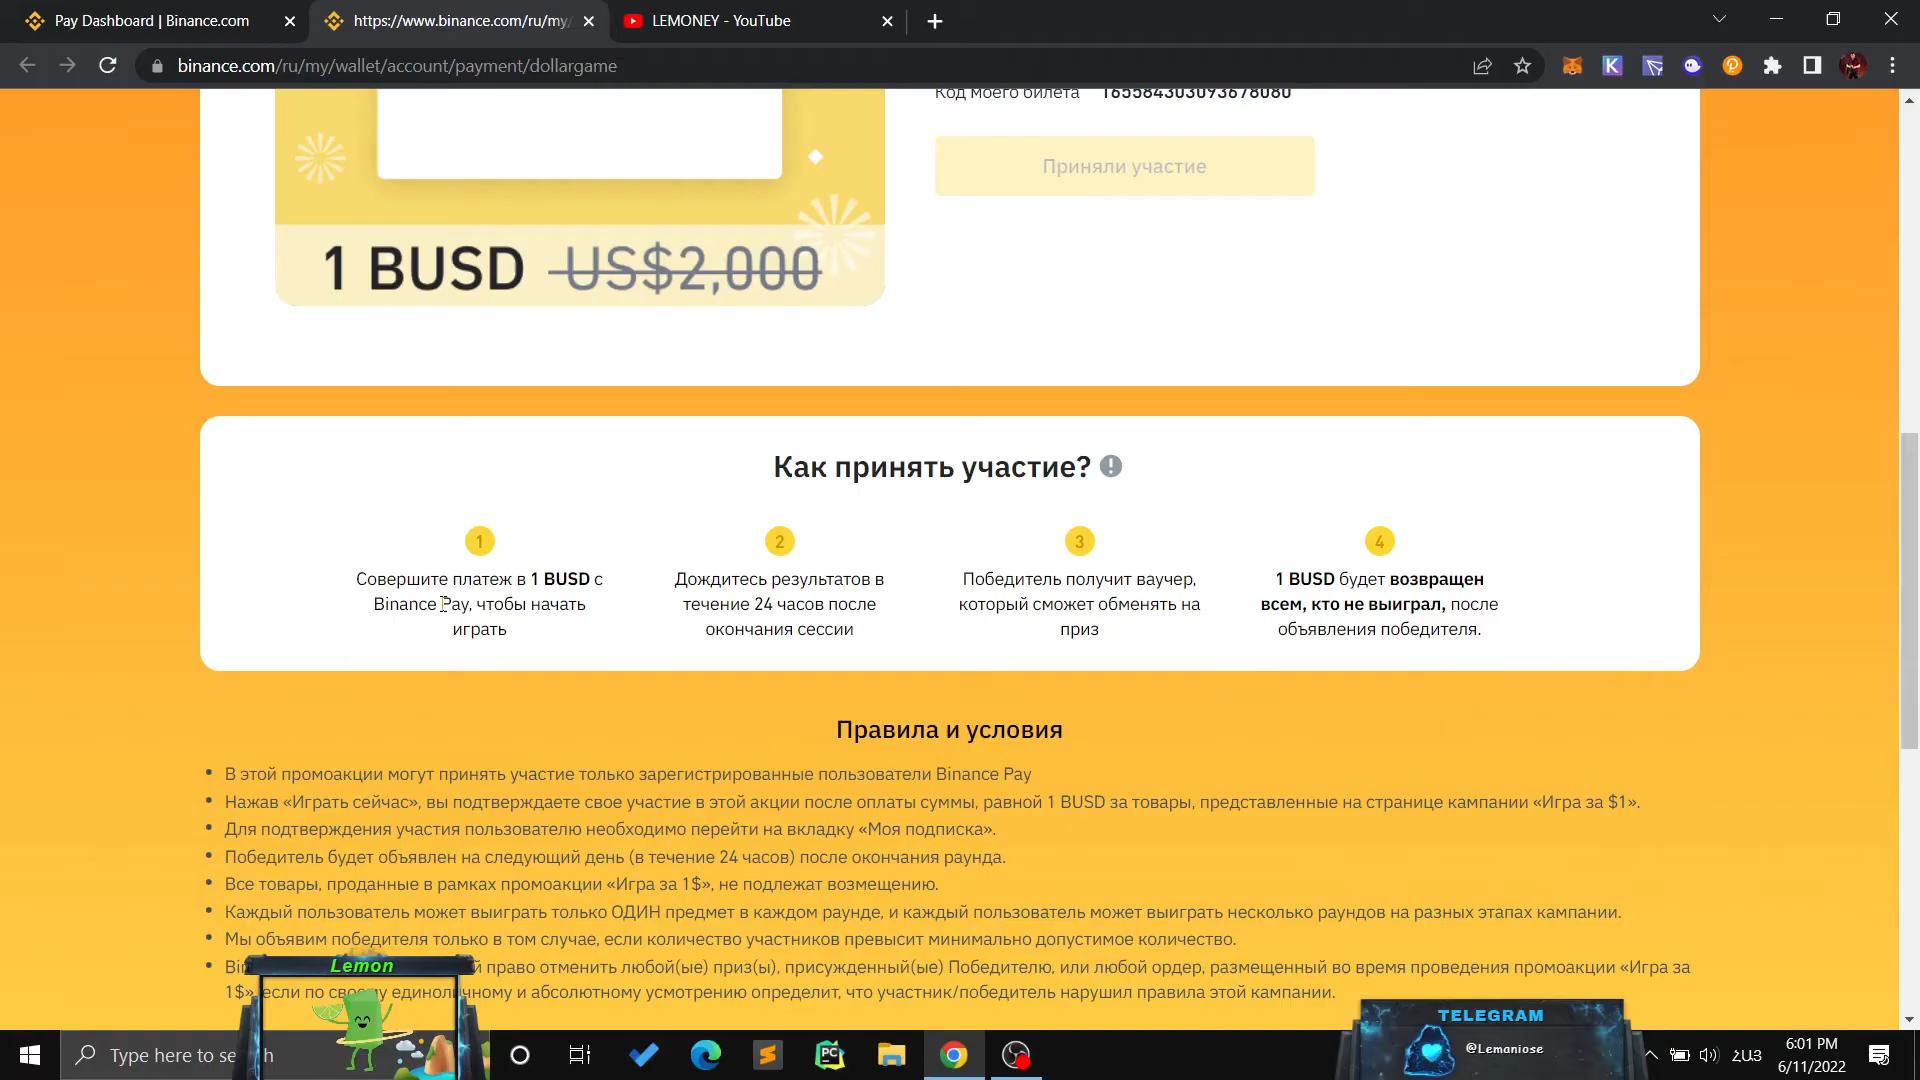 Pay Dashboard | Binance.com
https://www.binance.com/ru/my/
LEMONEY - YouTube
binance.com/ru/my/wallet/account/payment/dollargame
Код моего билета 165584303093678080
Приняли участие
1 BUSD US$2,000
Как принять участие?
1
Совершите платеж в 1 BUSD с
Binance Pay, чтобы начать
играть
2
Дождитесь результатов в
течение 24 часов после
окончания сессии
3
Победитель получит ваучер,
который сможет обменять на
приз
4
1 BUSD будет возвращен
всем, кто не выиграл, после
объявления победителя.
Правила и условия
• В этой промоакции могут принять участие только зарегистрированные пользователи Binance Pay
• Нажав «Играть сейчас», вы подтверждаете свое участие в этой акции после оплаты суммы, равной 1 BUSD за товары, представленные на странице кампании «Игра за $1».
• Для подтверждения участия пользователю необходимо перейти на вкладку «Моя подписка».
• Победитель будет объявлен на следующий день (в течение 24 часов) после окончания раунда.
• Все товары, проданные в рамках промоакции «Игра за 1$», не подлежат возмещению.
• Каждый пользователь может выиграть только ОДИН предмет в каждом раунде, и каждый пользователь может выиграть несколько раундов на разных этапах кампании.
• Мы объявим победителя только в том случае, если количество участников превысит минимально допустимое количество.
• право отменить любой(ые) приз(ы), присужденный(ые) Победителю, или любой ордер, размещенный во время проведения промоакции «Игра за
1$», если по своему единоличному и абсолютному усмотрению определит, что участник/победитель нарушил правила этой кампании.
Lemon
TELEGRAM
@Lemaniose
Type here to se h
ՀԱՅ
6:01 PM
6/11/2022